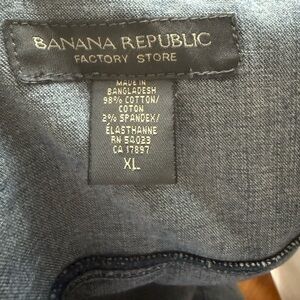 BANANA REPUBLIC
FACTORY STORE
MADE IN
BANGLADESH
98% COTTON/
COTON
2% SPANDEX/
ÉLASTHANNE
RN 54023
CA 17897
XL